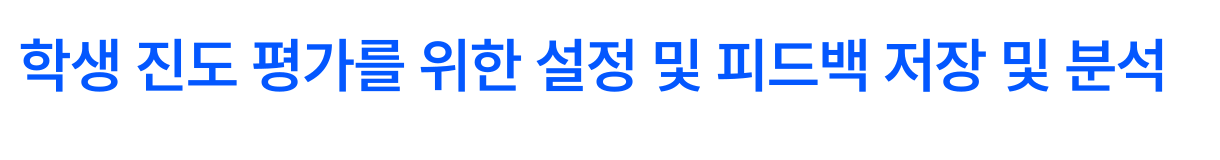 학생 진도 평가를 위한 설정 및 피드백 저장 및 분석